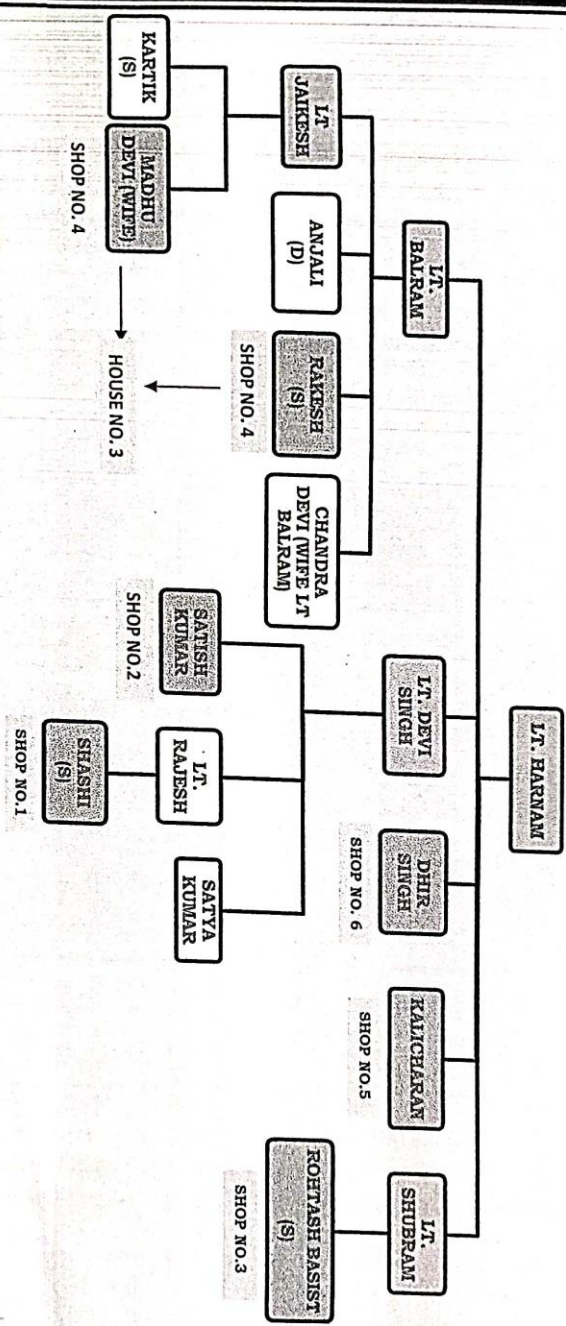 LT. HARNAM
LT.
BALRAM
LT. DEVI
SINGH
DHIR
SINGH
SHOP NO. 6
KALICHARAN
SHOP NO.5
LT.
SHUBRAM
LT
JAIKESH
ANJALI
(D)
RAKESH
(S)
SHOP NO. 4
CHANDRA
DEVI (WIFE LT
BALRAM)
SATISH
KUMAR
SHOP NO.2
LT.
RAJESH
SATYA
KUMAR
ROHTASH BASIST
(S)
SHOP NO.3
KARTIK
(S)
MADHU
DEVI (WIFE)
SHOP NO. 4
HOUSE NO. 3
SHASHI
(S)
SHOP NO.1